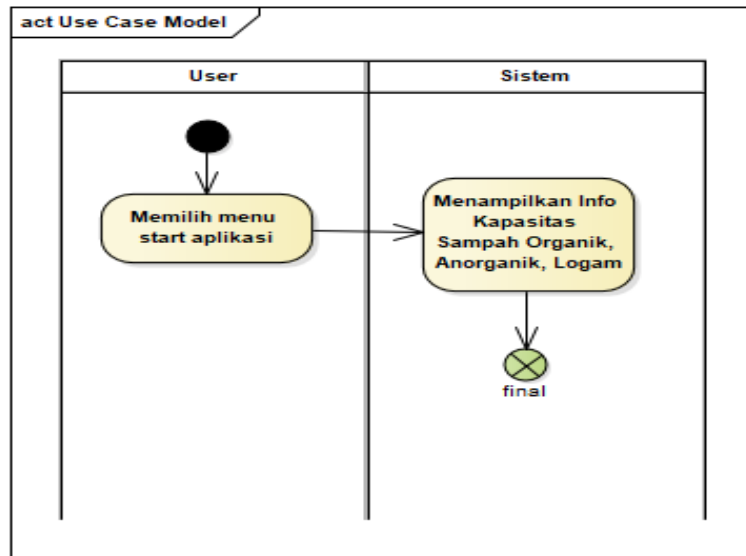 act Use Case Model
User
Sistem
Memilih menu
start aplikasi
Menampilkan Info
Kapasitas
Sampah Organik,
Anorganik, Logam
final